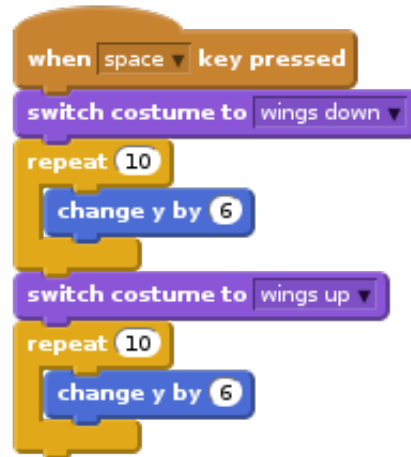 when space key pressed
switch costume to wings down
repeat 10
change y by 6
switch costume to wings up
repeat 10
change y by 6